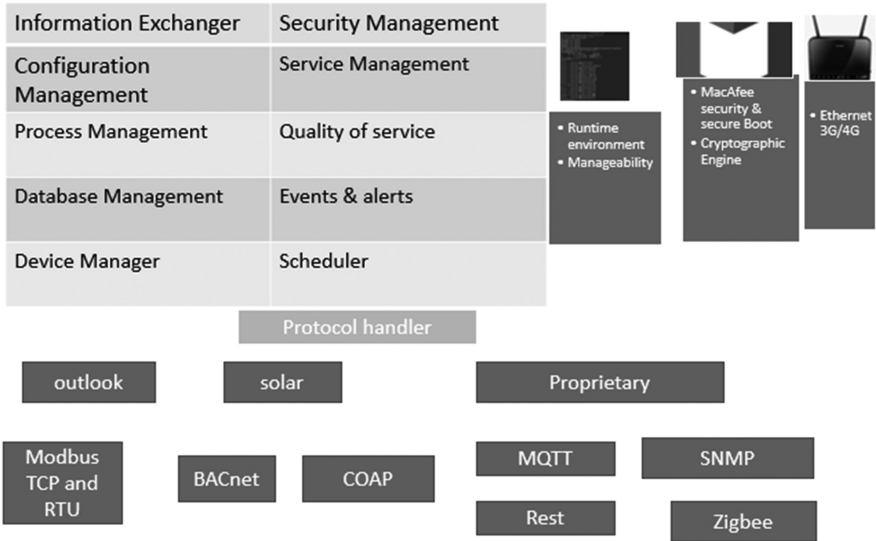 Information Exchanger
Security Management
Configuration
Management
Service Management
Process Management
Quality of service
Database Management
Events & alerts
Device Manager
Scheduler
• Runtime
environment
• Manageability
• MacAfee
security &
secure Boot
• Cryptographic
Engine
• Ethernet
3G/4G
Protocol handler
outlook
solar
Proprietary
Modbus
TCP and
RTU
BACnet
COAP
MQTT
SNMP
Rest
Zigbee